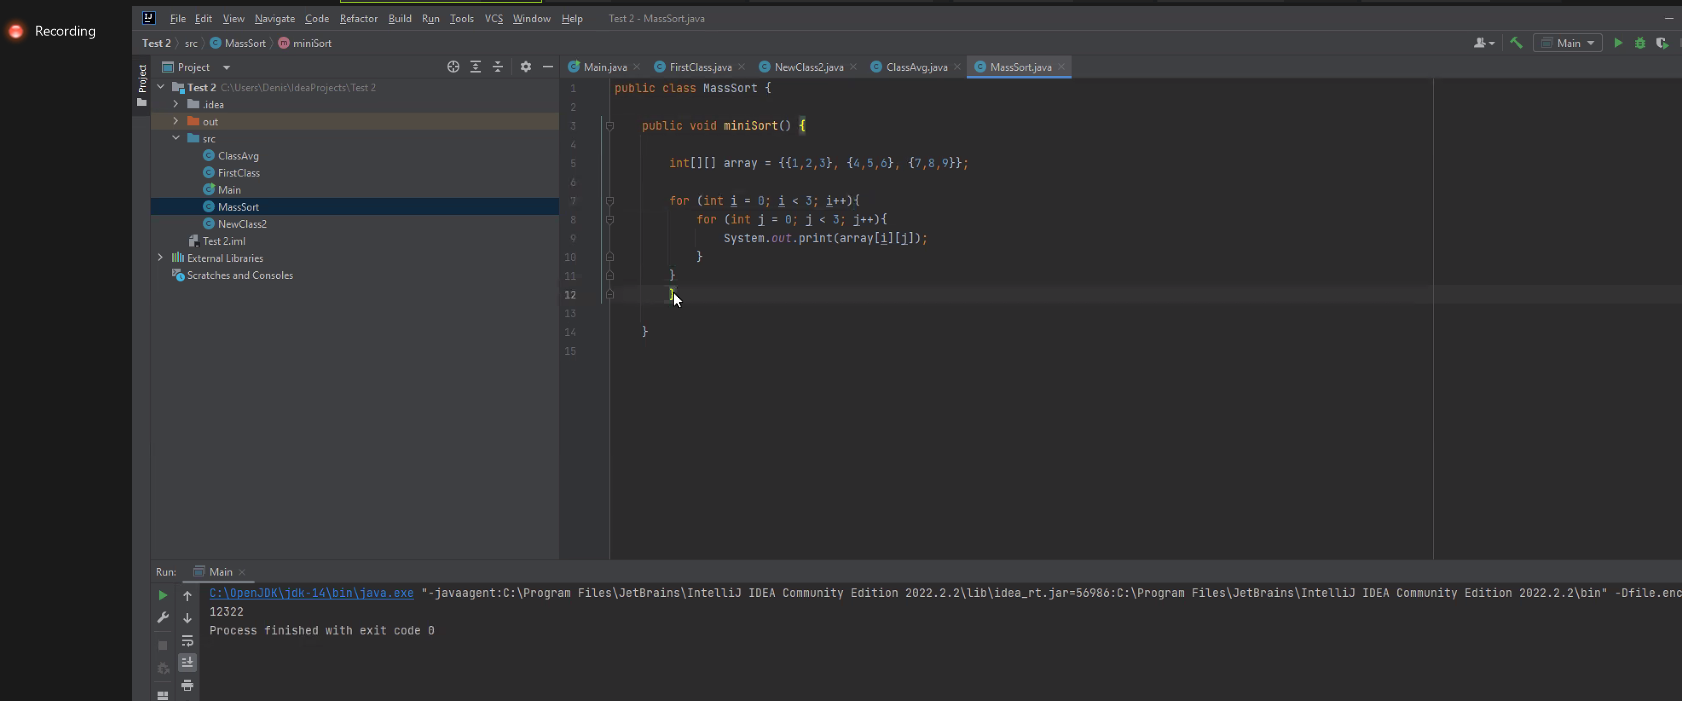 Recording
File Edit View Navigate Code Refactor Build Run Tools VCS Window Help Test 2 - MassSort.java
Test 2 src MassSort miniSort
Main
Project
Project
Main.java FirstClass.java NewClass2.java ClassAvg.java MassSort.java
Test 2 C:\Users\Denis\IdeaProjects\Test 2
.idea
out
src
ClassAvg
FirstClass
Main
MassSort
NewClass2
Test 2.iml
External Libraries
Scratches and Consoles
1 public class MassSort {
2
3 public void miniSort() {
4
5 int[][] array = {{1,2,3}, {4,5,6}, {7,8,9}};
6
7 for (int i = 0; i < 3; i++){
8 for (int j = 0; j < 3; j++){
9 System.out.print(array[i][j]);
10 }
11 }
12 }
13
14 }
15
Run: Main
C:\OpenJDK\jdk-14\bin\java.exe "-javaagent:C:\Program Files\JetBrains\IntelliJ IDEA Community Edition 2022.2.2\lib\idea_rt.jar=56986:C:\Program Files\JetBrains\IntelliJ IDEA Community Edition 2022.2.2\bin" -Dfile.enc
12322
Process finished with exit code 0